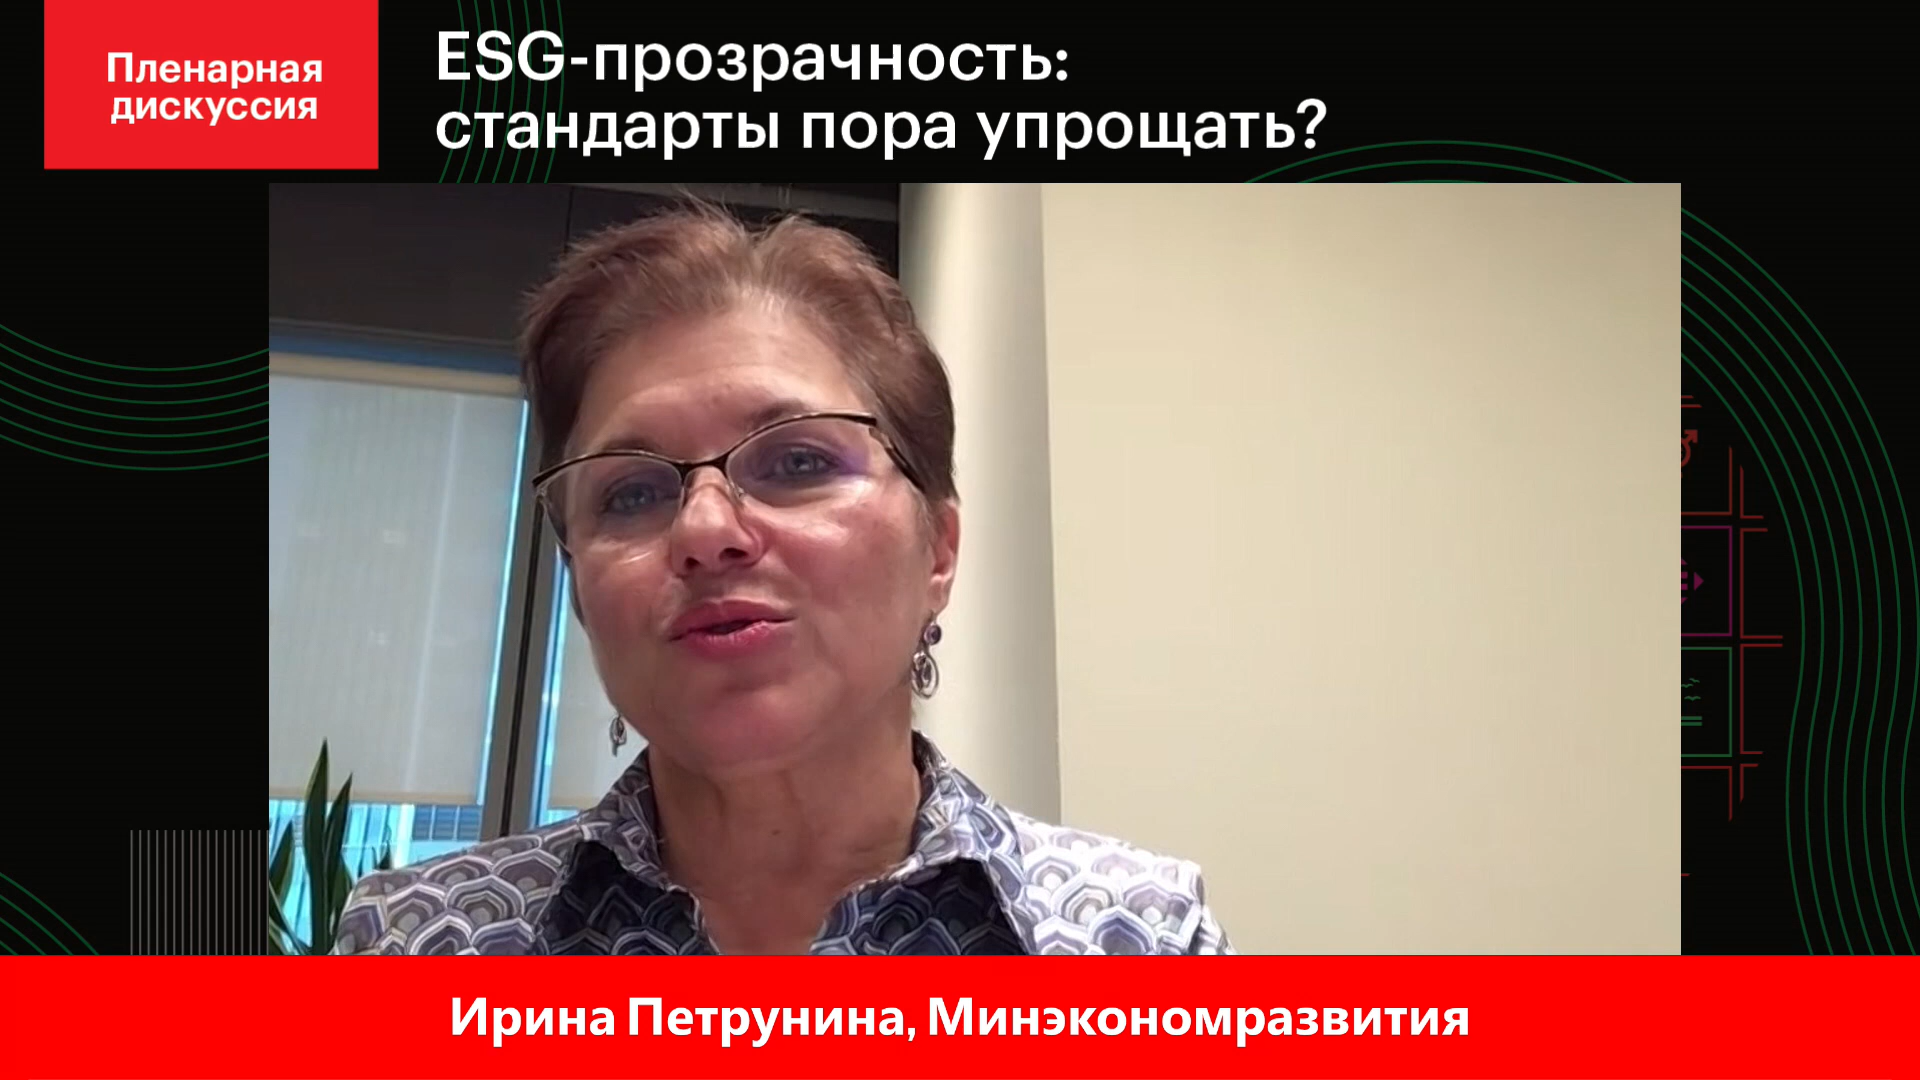 Пленарная
дискуссия
ESG-прозрачность:
стандарты пора упрощать?
Ирина Петрунина, Минэкономразвития